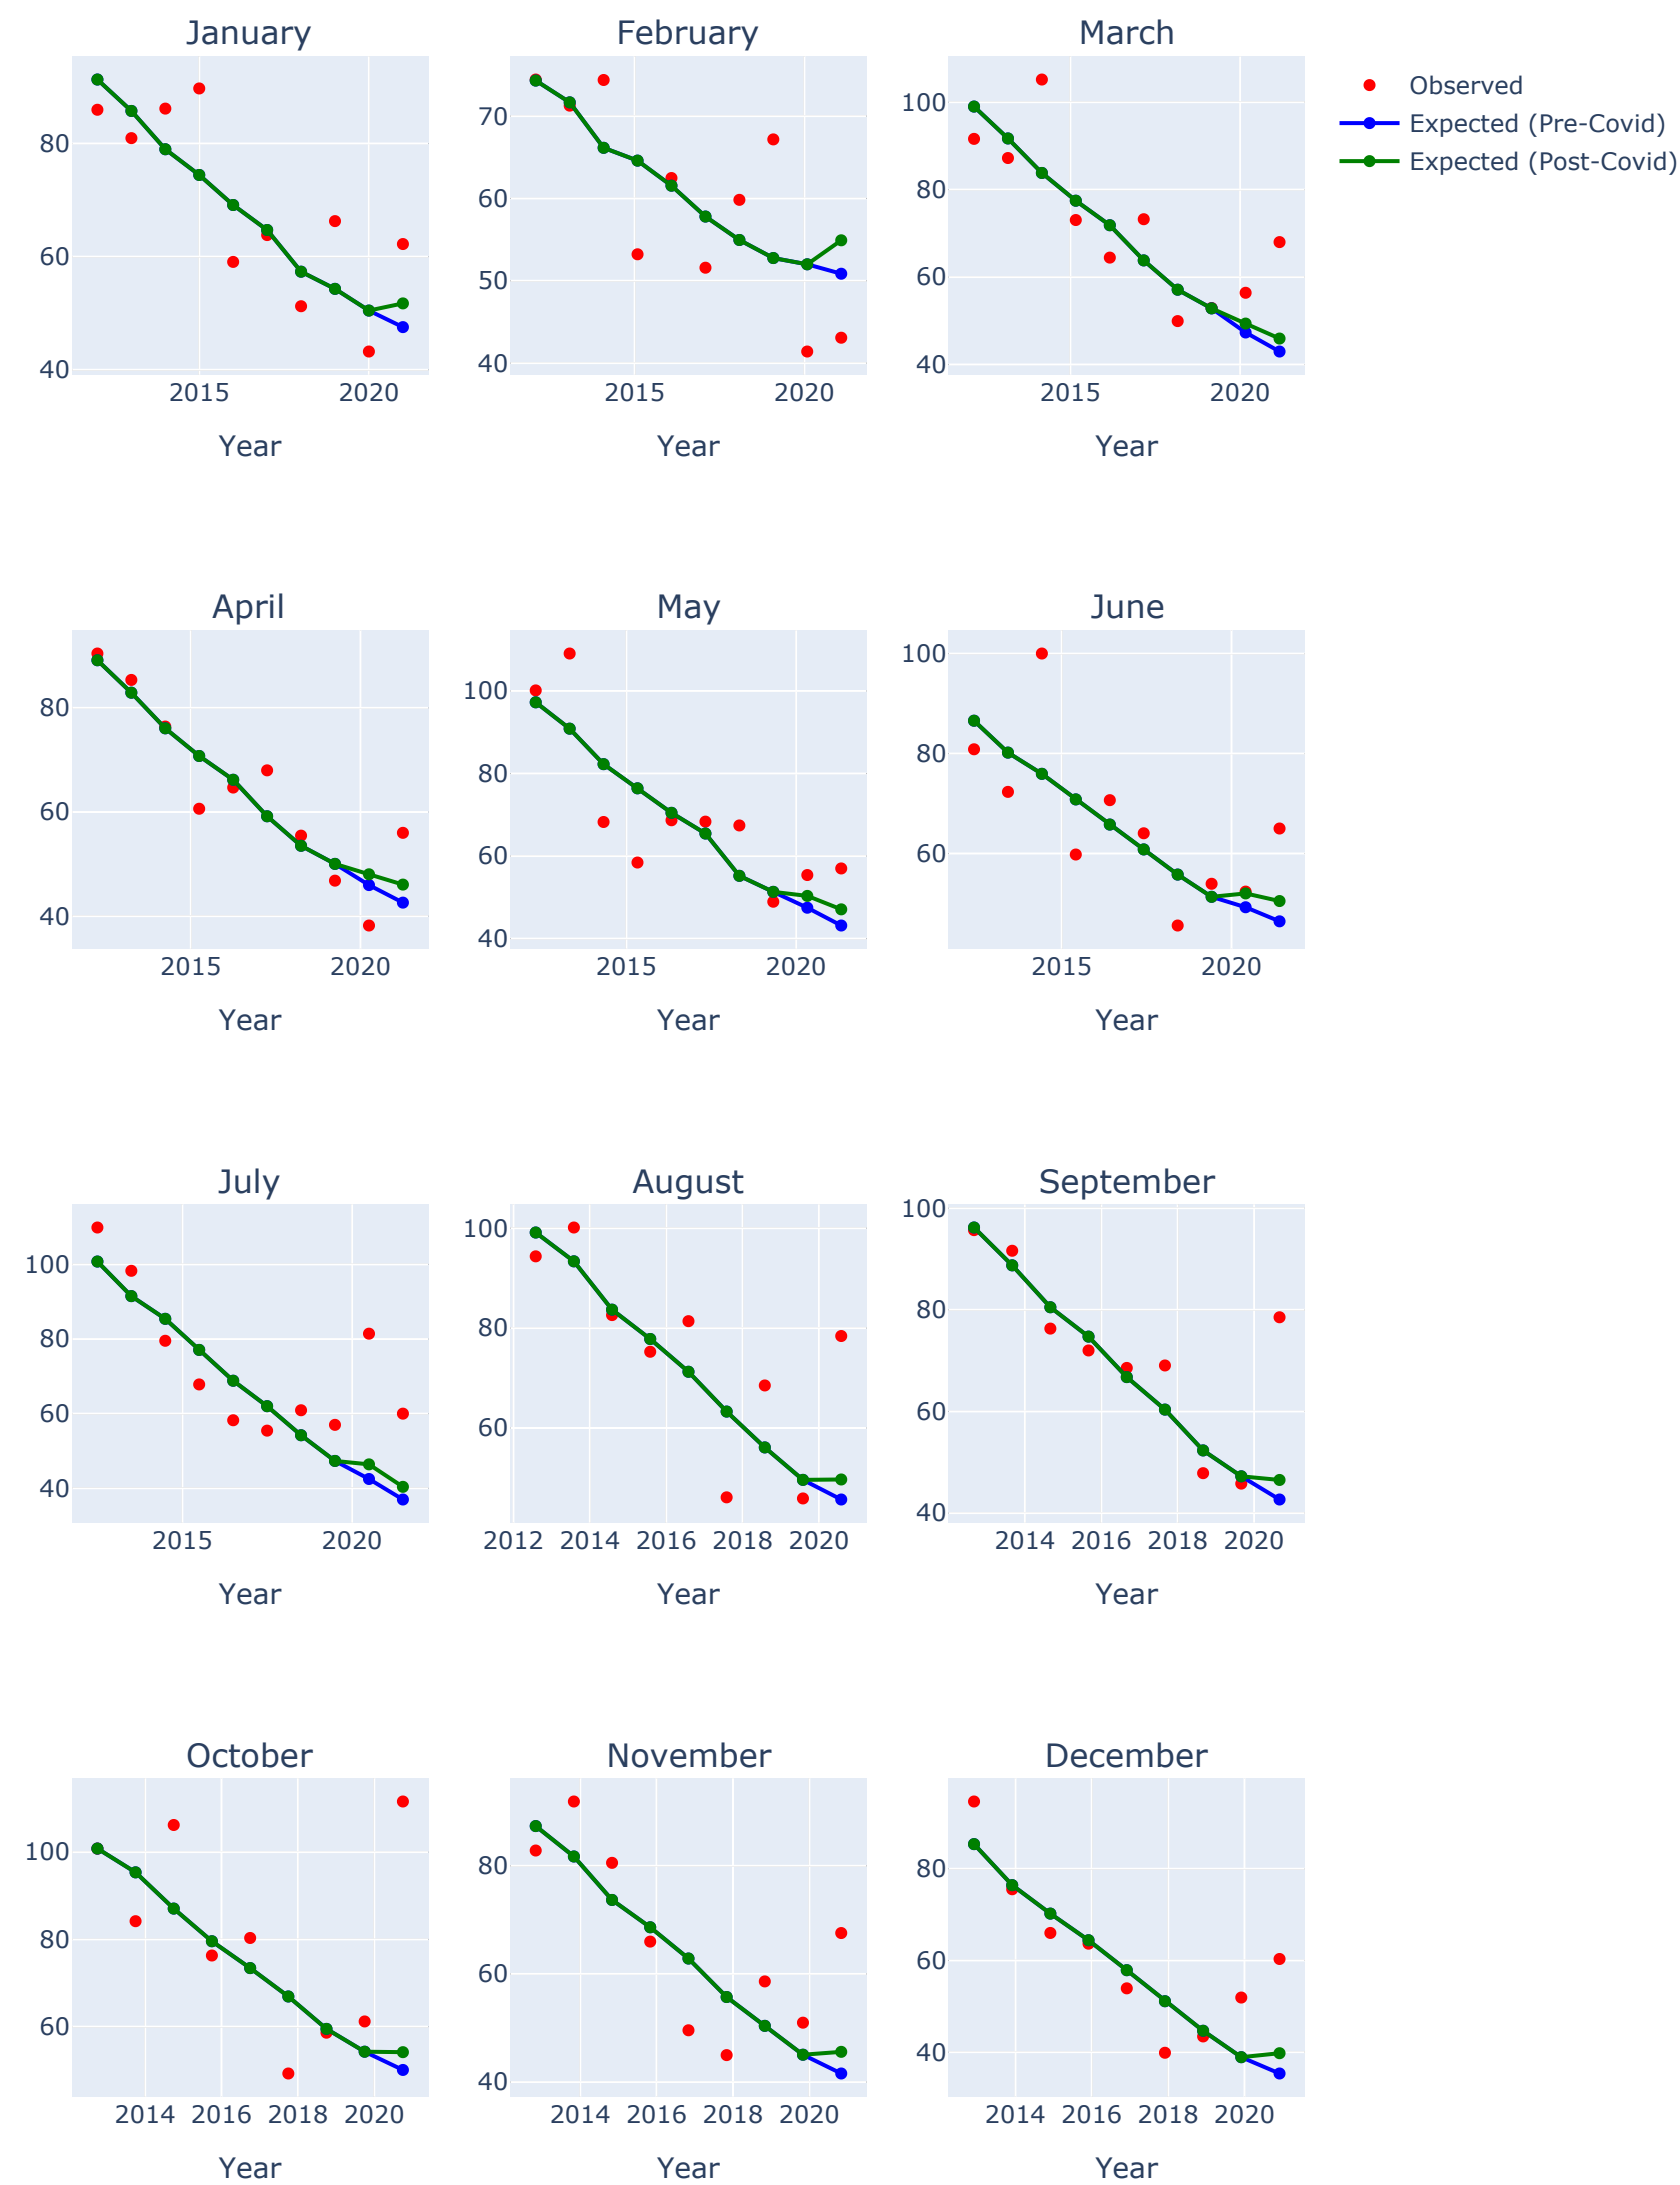 January
February
March
Observed
Expected (Pre-Covid)
Expected (Post-Covid)
80
60
40
2015
2020
Year
70
60
50
40
2015
2020
Year
100
80
60
40
2015
2020
Year
April
May
June
80
60
40
2015
2020
Year
100
80
60
40
2015
2020
Year
100
80
60
2015
2020
Year
July
August
September
100
80
60
40
2015
2020
Year
100
80
60
2012
2014
2016
2018
2020
Year
100
80
60
40
2014
2016
2018
2020
Year
October
November
December
100
80
60
2014
2016
2018
2020
Year
80
60
40
2014
2016
2018
2020
Year
80
60
40
2014
2016
2018
2020
Year